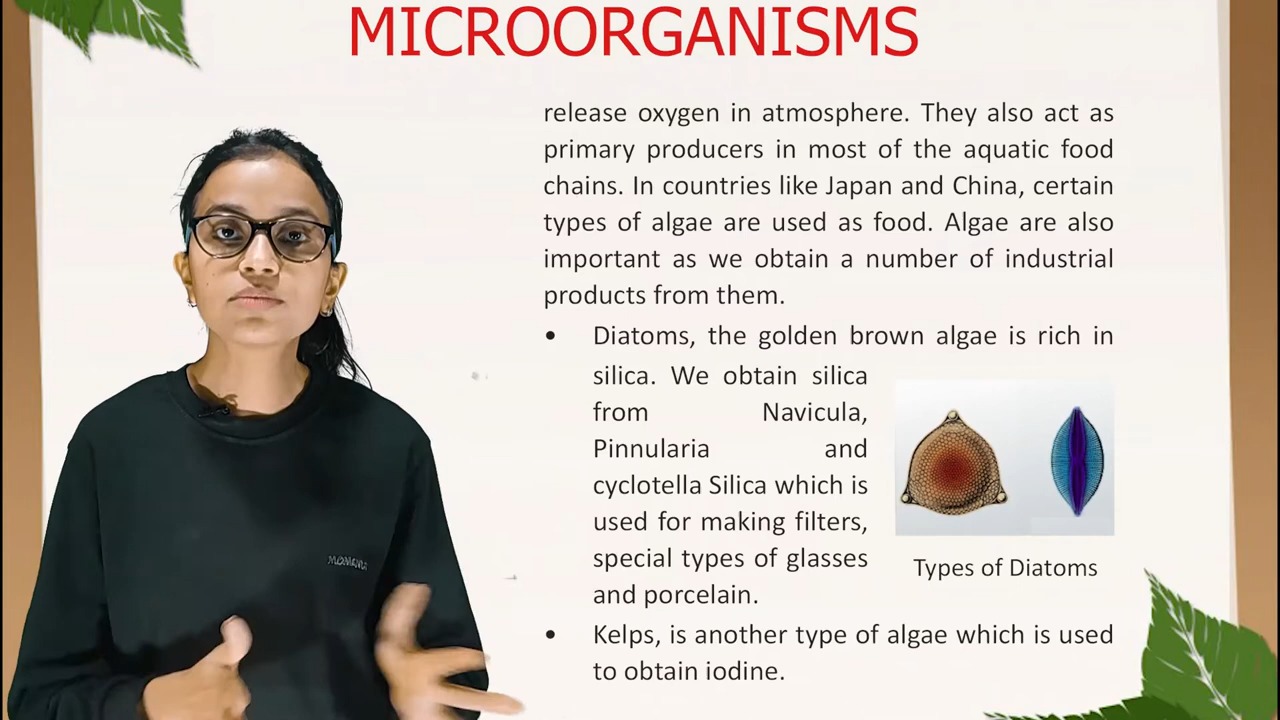 MICROORGANISMS
release oxygen in atmosphere. They also act as
primary producers in most of the aquatic food
chains. In countries like Japan and China, certain
types of algae are used as food. Algae are also
important as we obtain a number of industrial
products from them.
• Diatoms, the golden brown algae is rich in
silica. We obtain silica
from Navicula,
Pinnularia and
cyclotella Silica which is
used for making filters,
special types of glasses
and porcelain.
Types of Diatoms
• Kelps, is another type of algae which is used
to obtain iodine.